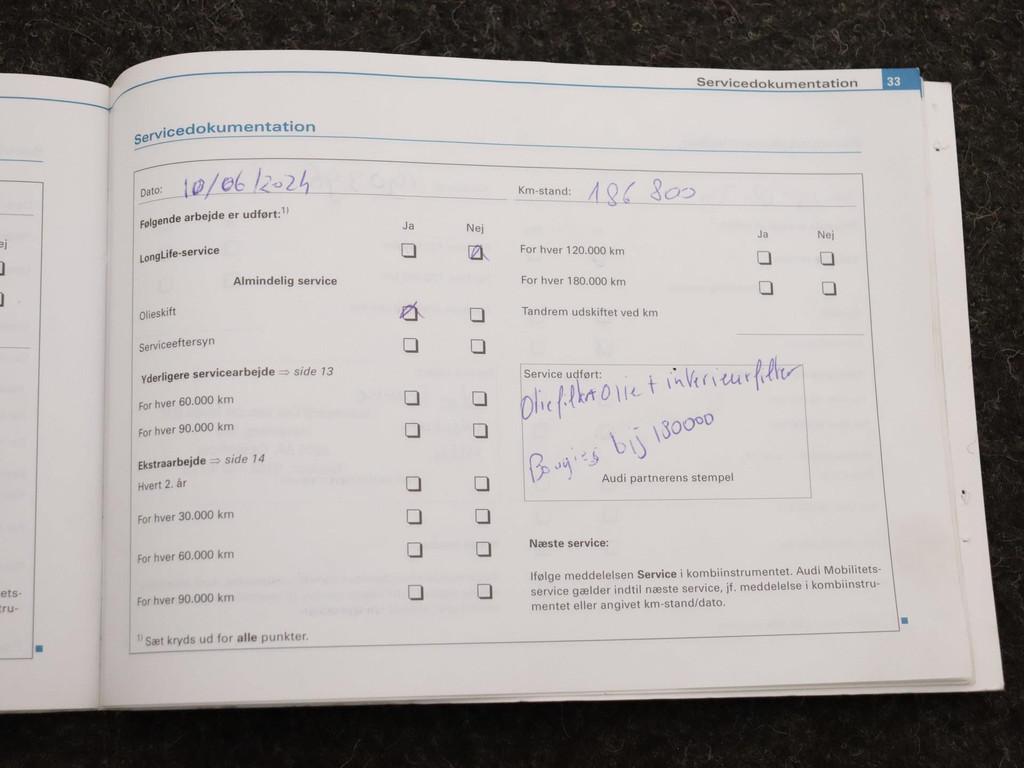 Servicedokumentation 33
Servicedokumentation
Dato: 10/06/2024 Km-stand: 186 800
Følgende arbejde er udført:1)
Ja Nej Ja Nej
LongLife-service For hver 120.000 km
Almindelig service For hver 180.000 km
Olieskift Tandrem udskiftet ved km
Serviceeftersyn
Yderligere servicearbejde ⇒ side 13
For hver 60.000 km
For hver 90.000 km
Service udført:
Oliefilter Olie + interieurfilter
Bougies bij 180000
Audi partnerens stempel
Ekstraarbejde ⇒ side 14
Hvert 2. år
For hver 30.000 km
For hver 60.000 km
For hver 90.000 km
Næste service:
Ifølge meddelelsen Service i kombiinstrumentet. Audi Mobilitets-
service gælder indtil næste service, jf. meddelelse i kombiinstru-
mentet eller angivet km-stand/dato.
1) Sæt kryds ud for alle punkter.
ej
ets-
tru-